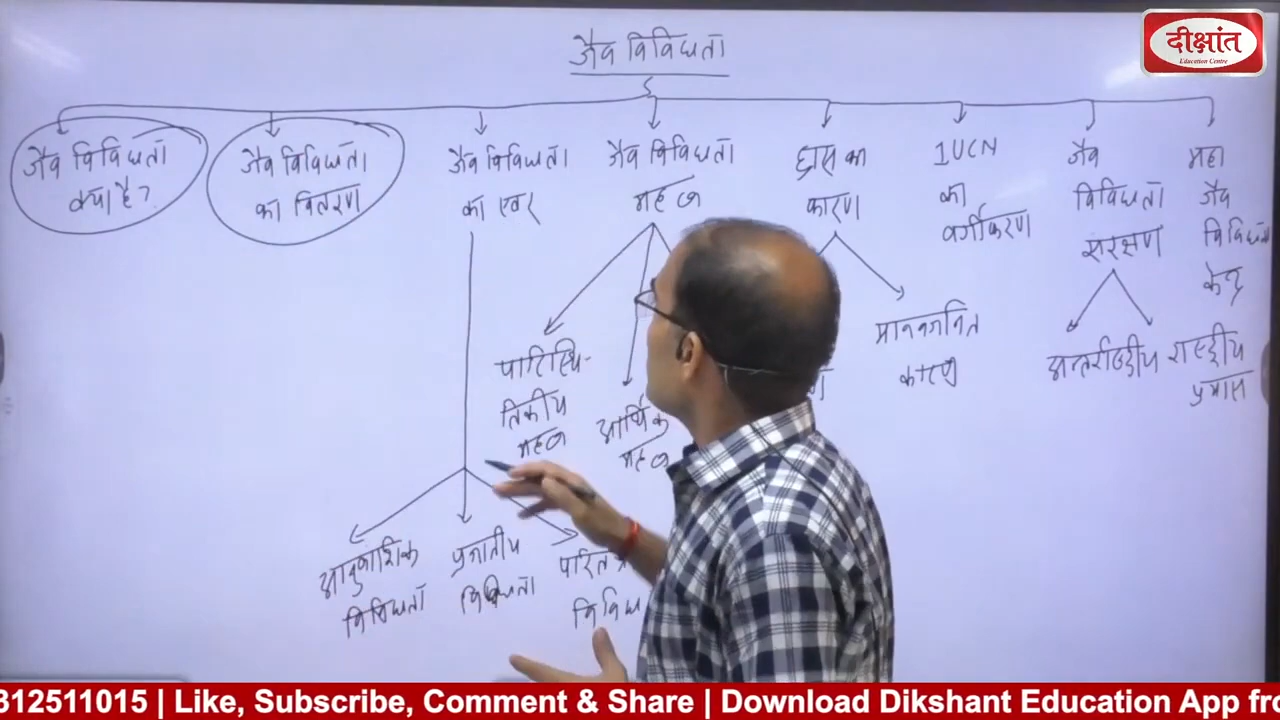 दीक्षांत
Education Centre
जैव विविधता
जैव विविधता
क्या है?
जैव विविधता
का वितरण
जैव विविधता
का स्तर
जैव विविधता
महत्व
ह्रास का
कारण
IUCN
का
वर्गीकरण
जैव
विविधता
संरक्षण
महा
जैव
विविधता
केन्द्र
पारिस्थि-
तिकीय
महत्व
आर्थिक
महत्व
मानवजनित
कारण
अन्तर्राष्ट्रीय
राष्ट्रीय
प्रयास
आनुवांशिक
विविधता
प्रजातीय
विविधता
पारितंत्र
विविध
812511015 | Like, Subscribe, Comment & Share | Download Dikshant Education App fro